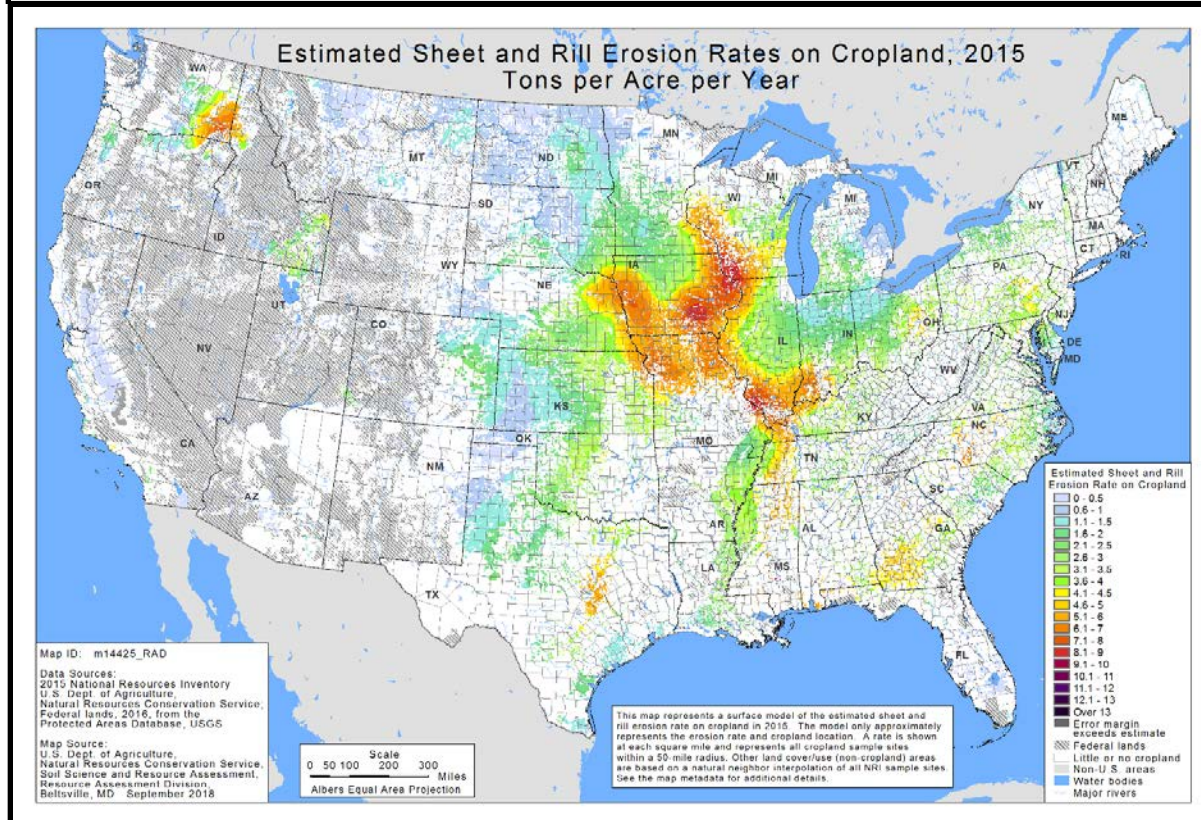 Estimated Sheet and Rill Erosion Rates on Cropland, 2015
Tons per Acre per Year
WA
OR
CA
NV
ID
MT
WY
UT
CO
AZ
NM
ND
SD
NE
KS
OK
TX
MN
IA
MO
AR
LA
WI
IL
MI
MI
IN
OH
KY
TN
MS
AL
GA
FL
SC
NC
VA
WV
PA
NY
VT
NH
ME
MA
CT
RI
NJ
DE
MD
Estimated Sheet and Rill
Erosion Rate on Cropland
0 - 0.5
0.6 - 1
1.1 - 1.5
1.6 - 2
2.1 - 2.5
2.6 - 3
3.1 - 3.5
3.6 - 4
4.1 - 4.5
4.6 - 5
5.1 - 6
6.1 - 7
7.1 - 8
8.1 - 9
9.1 - 10
10.1 - 11
11.1 - 12
12.1 - 13
Over 13
Error margin
exceeds estimate
Federal lands
Little or no cropland
Non-U.S. areas
Water bodies
Major rivers
Map ID: m14425_RAD
Data Sources:
2015 National Resources Inventory
U.S. Dept. of Agriculture,
Natural Resources Conservation Service;
Federal lands, 2016, from the
Protected Areas Database, USGS
Map Source:
U.S. Dept. of Agriculture,
Natural Resources Conservation Service,
Soil Science and Resource Assessment,
Resource Assessment Division,
Beltsville, MD September 2018
Scale
0 50 100 200 300
Miles
Albers Equal Area Projection
This map represents a surface model of the estimated sheet and
rill erosion rate on cropland in 2015. The model only approximately
represents the erosion rate and cropland location. A rate is shown
at each square mile and represents all cropland sample sites
within a 50-mile radius. Other land cover/use (non-cropland) areas
are based on a natural neighbor interpolation of all NRI sample sites.
See the map metadata for additional details.